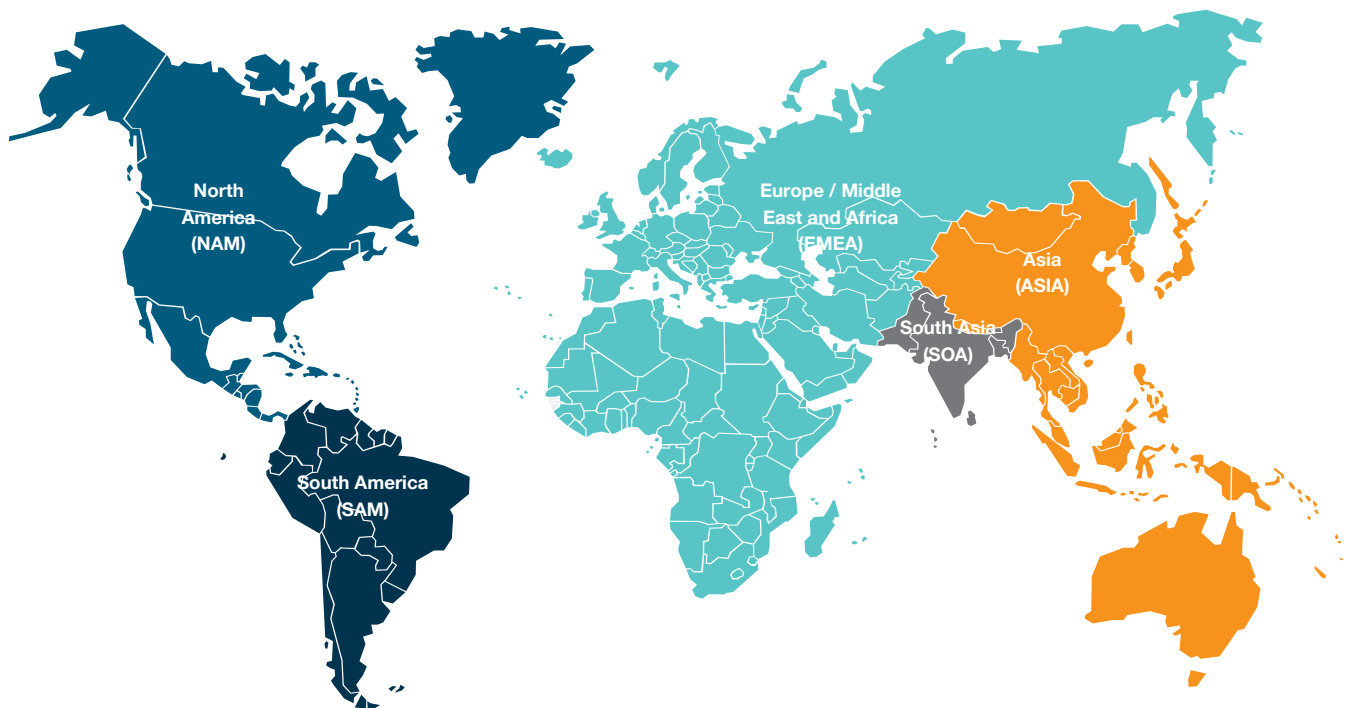 North
America
(NAM)
Europe / Middle
East and Africa
(EMEA)
Asia
(ASIA)
South Asia
(SOA)
South America
(SAM)